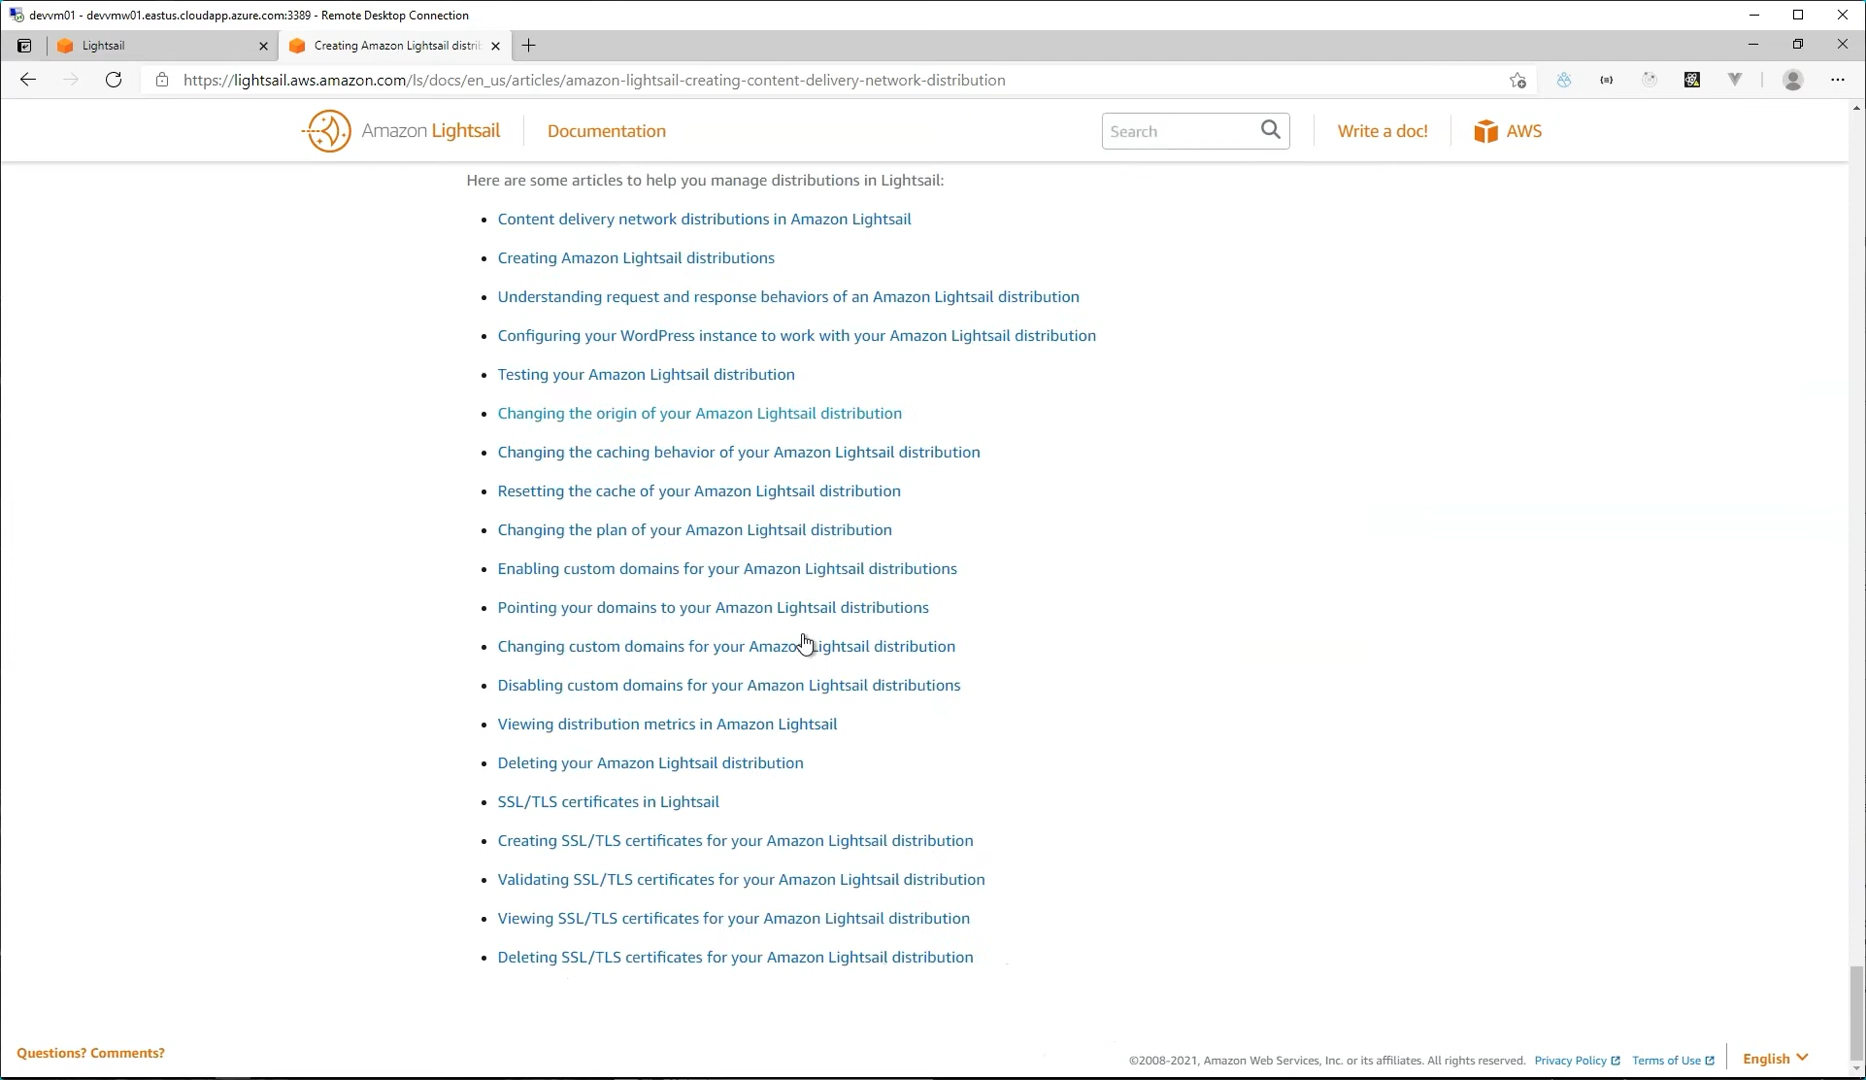 devvm01 - devvmw01.eastus.cloudapp.azure.com:3389 - Remote Desktop Connection
Lightsail
Creating Amazon Lightsail distri
https://lightsail.aws.amazon.com/ls/docs/en_us/articles/amazon-lightsail-creating-content-delivery-network-distribution
Amazon Lightsail
Documentation
Search
Write a doc!
AWS
Here are some articles to help you manage distributions in Lightsail:
Content delivery network distributions in Amazon Lightsail
Creating Amazon Lightsail distributions
Understanding request and response behaviors of an Amazon Lightsail distribution
Configuring your WordPress instance to work with your Amazon Lightsail distribution
Testing your Amazon Lightsail distribution
Changing the origin of your Amazon Lightsail distribution
Changing the caching behavior of your Amazon Lightsail distribution
Resetting the cache of your Amazon Lightsail distribution
Changing the plan of your Amazon Lightsail distribution
Enabling custom domains for your Amazon Lightsail distributions
Pointing your domains to your Amazon Lightsail distributions
Changing custom domains for your Amazon Lightsail distribution
Disabling custom domains for your Amazon Lightsail distributions
Viewing distribution metrics in Amazon Lightsail
Deleting your Amazon Lightsail distribution
SSL/TLS certificates in Lightsail
Creating SSL/TLS certificates for your Amazon Lightsail distribution
Validating SSL/TLS certificates for your Amazon Lightsail distribution
Viewing SSL/TLS certificates for your Amazon Lightsail distribution
Deleting SSL/TLS certificates for your Amazon Lightsail distribution
Questions? Comments?
©2008-2021, Amazon Web Services, Inc. or its affiliates. All rights reserved.
Privacy Policy
Terms of Use
English